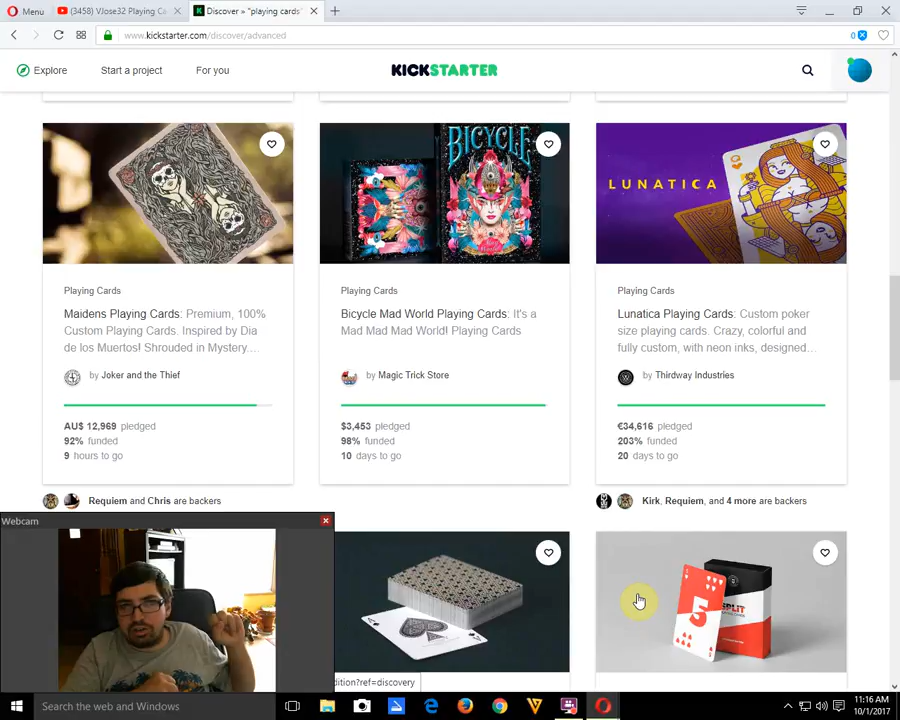 Menu
(3458) VJose32 Playing Ca
Discover » "playing cards"
www.kickstarter.com/discover/advanced
0
Explore
Start a project
For you
KICKSTARTER
BICYCLE
LUNATICA
Playing Cards
Maidens Playing Cards: Premium, 100%
Custom Playing Cards. Inspired by Dia
de los Muertos! Shrouded in Mystery....
by Joker and the Thief
AU$ 12,969 pledged
92% funded
9 hours to go
Requiem and Chris are backers
Playing Cards
Bicycle Mad World Playing Cards: It's a
Mad Mad Mad World! Playing Cards
by Magic Trick Store
$3,453 pledged
98% funded
10 days to go
Playing Cards
Lunatica Playing Cards: Custom poker
size playing cards. Crazy, colorful and
fully custom, with neon inks, designed...
by Thirdway Industries
€34,616 pledged
203% funded
20 days to go
Kirk, Requiem, and 4 more are backers
Webcam
5
SPLIT
dition?ref=discovery
Search the web and Windows
11:16 AM
10/1/2017